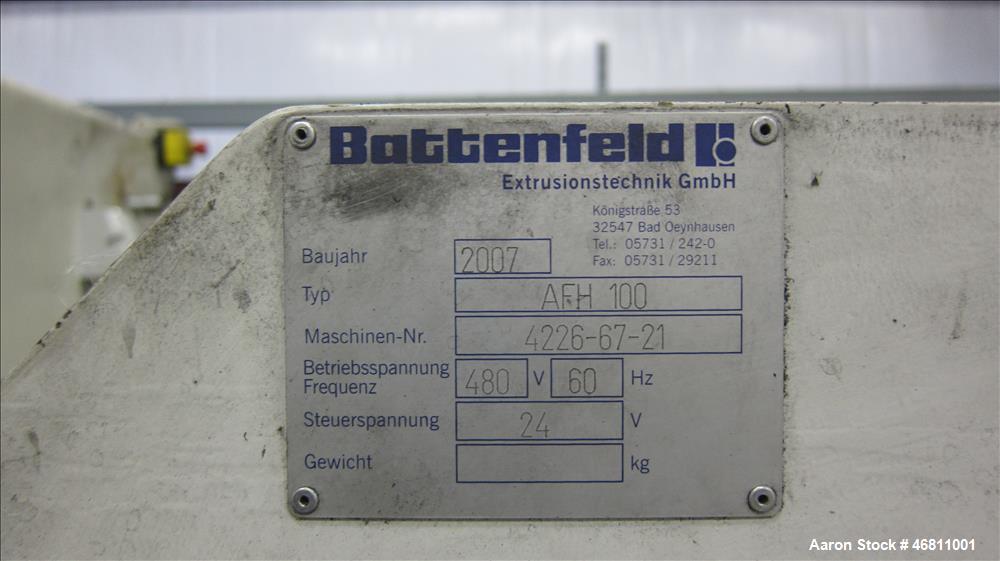 Battenfeld
Extrusionstechnik GmbH
Königstraße 53
32547 Bad Oeynhausen
Tel.: 05731 / 242-0
Fax: 05731 / 29211
Baujahr 2007
Typ AFH 100
Maschinen-Nr. 4226-67-21
Betriebsspannung
Frequenz 480 V 60 Hz
Steuerspannung 24 V
Gewicht kg
Aaron Stock # 46811001